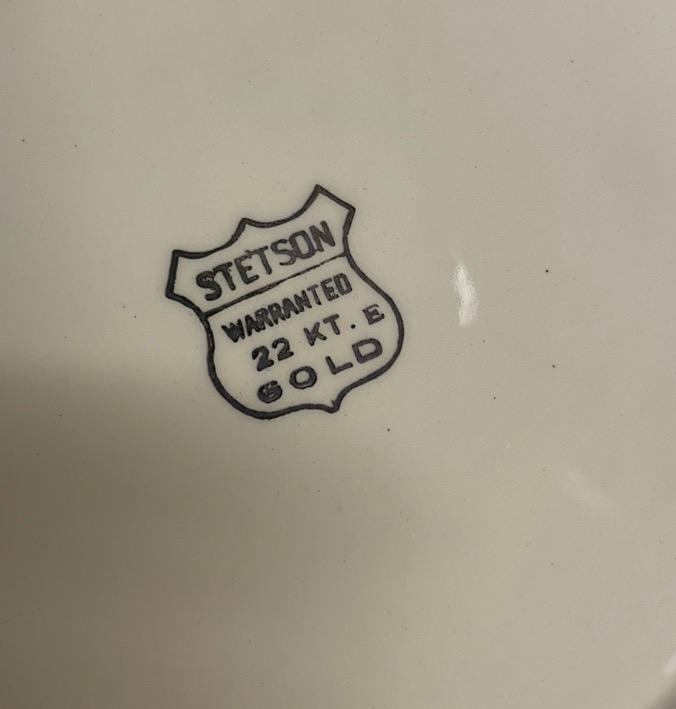 STETSON
WARRANTED
22 KT. E
GOLD